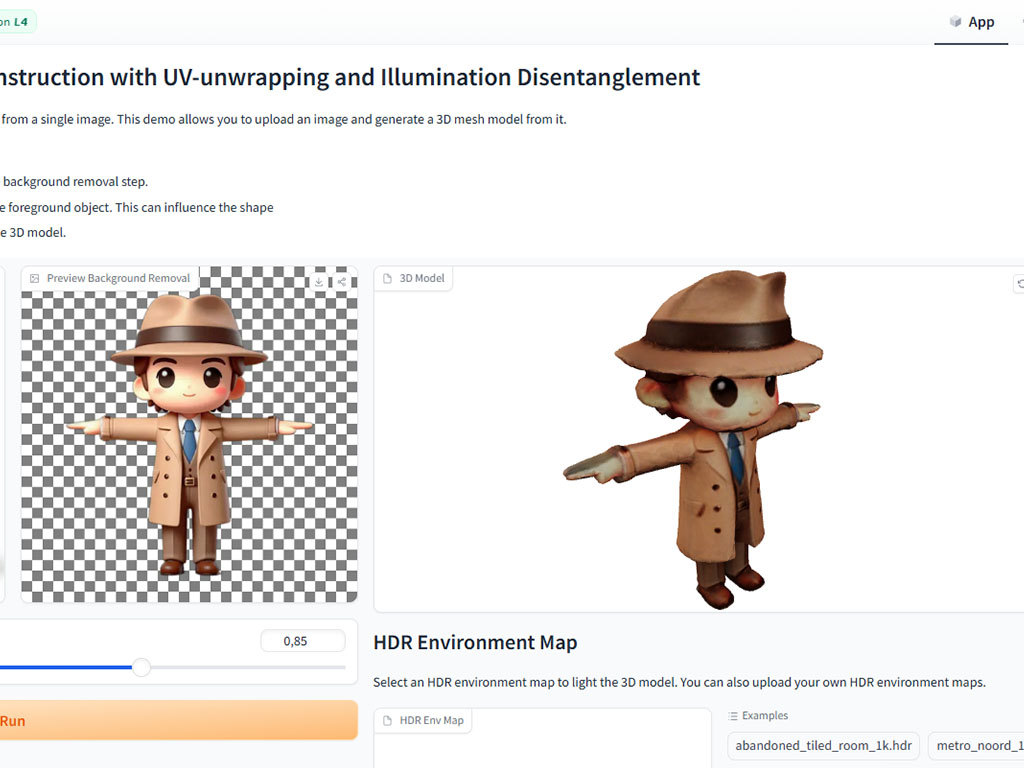 on L4
App
nstruction with UV-unwrapping and Illumination Disentanglement
from a single image. This demo allows you to upload an image and generate a 3D mesh model from it.
background removal step.
e foreground object. This can influence the shape
e 3D model.
Preview Background Removal
3D Model
0,85
Run
HDR Environment Map
Select an HDR environment map to light the 3D model. You can also upload your own HDR environment maps.
HDR Env Map
Examples
abandoned_tiled_room_1k.hdr
metro_noord_1